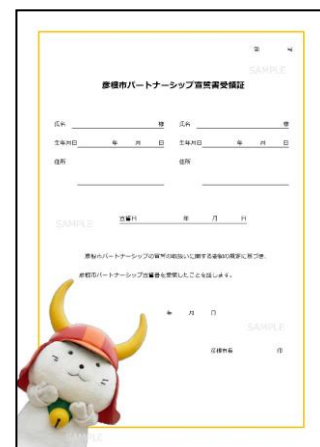 第 号
SAMPLE
彦根市パートナーシップ宣誓書受領証
氏名 様 氏名 様
生年月日 年 月 日 生年月日 年 月 日
住所 住所
SAMPLE
宣誓日 年 月 日
彦根市パートナーシップの宣誓の取扱いに関する要綱の規定に基づき、
彦根市パートナーシップ宣誓書を受領したことを証します。
年 月 日
SAMPLE
彦根市長 印
SAMPLE